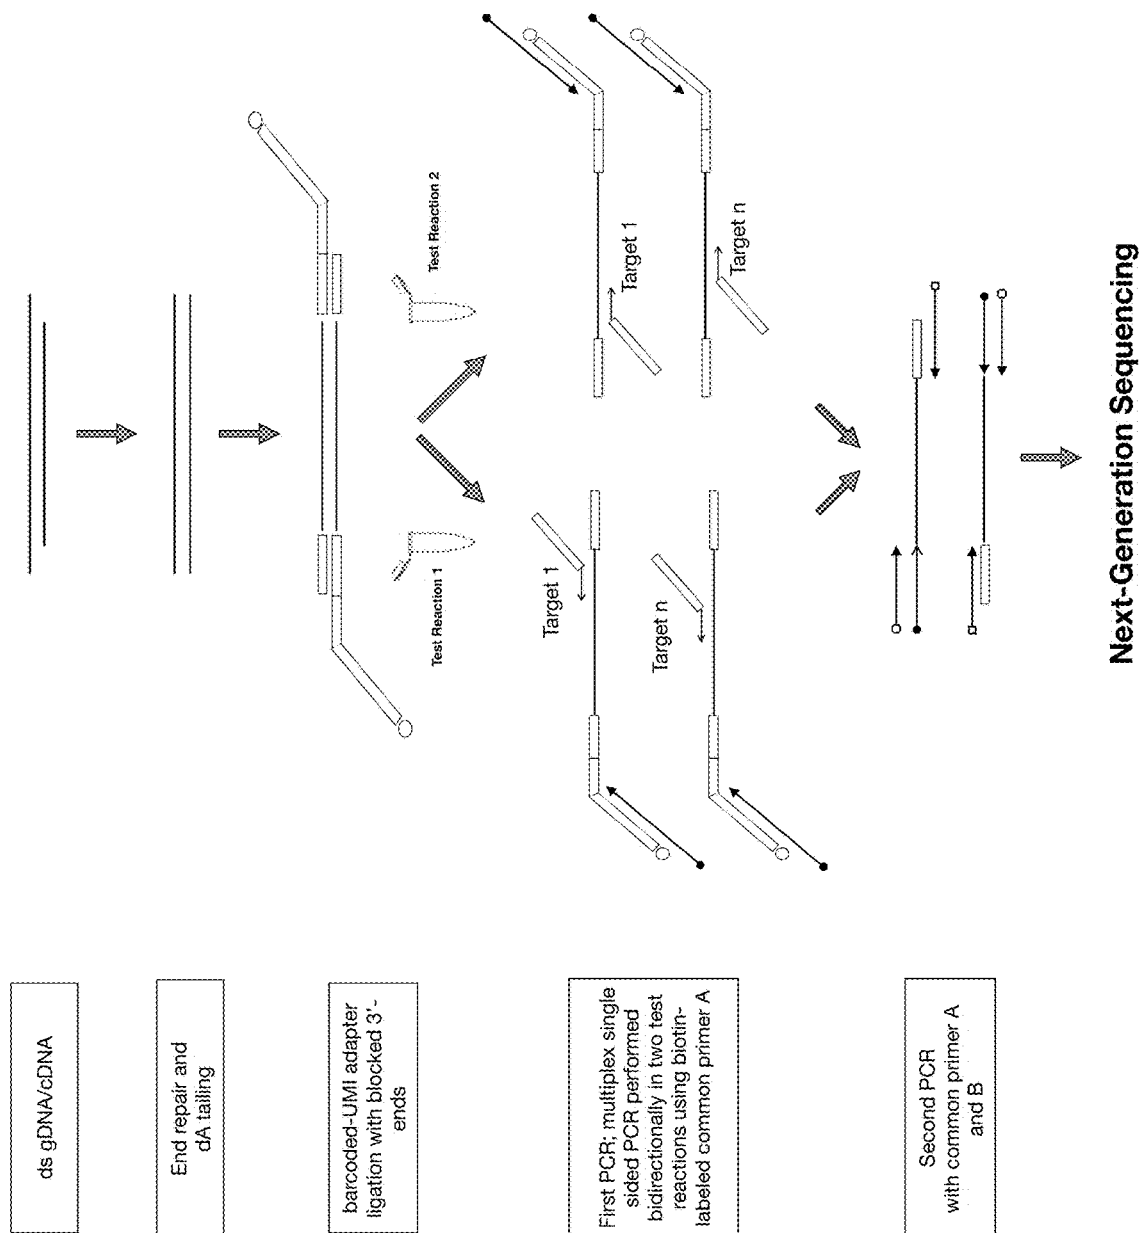 ds gDNA/cDNA
End repair and
dA tailing
barcoded-UMI adapter
ligation with blocked 3'-
ends
Test Reaction 1
Test Reaction 2
First PCR; multiplex single
sided PCR performed
bidirectionally in two test
reactions using biotin-
labeled common primer A
Target 1
Target n
Target 1
Target n
Second PCR
with common primer A
and B
Next-Generation Sequencing